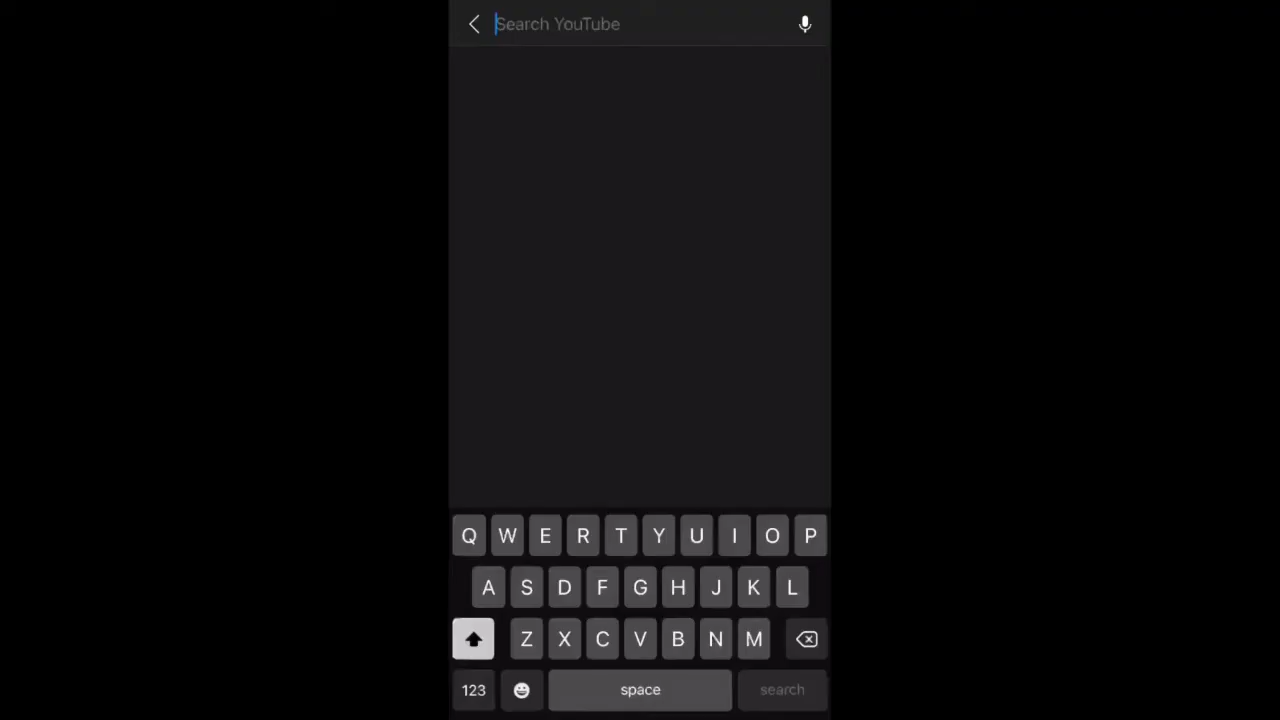 Search YouTube
Q W E R T Y U I O P
A S D F G H J K L
Z X C V B N M
123 space search